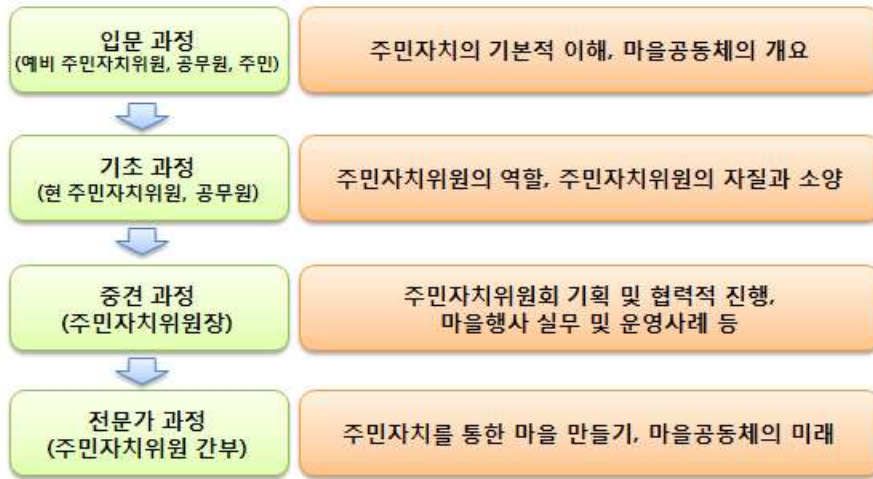 입문 과정
(예비 주민자치위원, 공무원, 주민)
주민자치의 기본적 이해, 마을공동체의 개요
기초 과정
(현 주민자치위원, 공무원)
주민자치위원의 역할, 주민자치위원의 자질과 소양
중견 과정
(주민자치위원장)
주민자치위원회 기획 및 협력적 진행,
마을행사 실무 및 운영사례 등
전문가 과정
(주민자치위원 간부)
주민자치를 통한 마을 만들기, 마을공동체의 미래